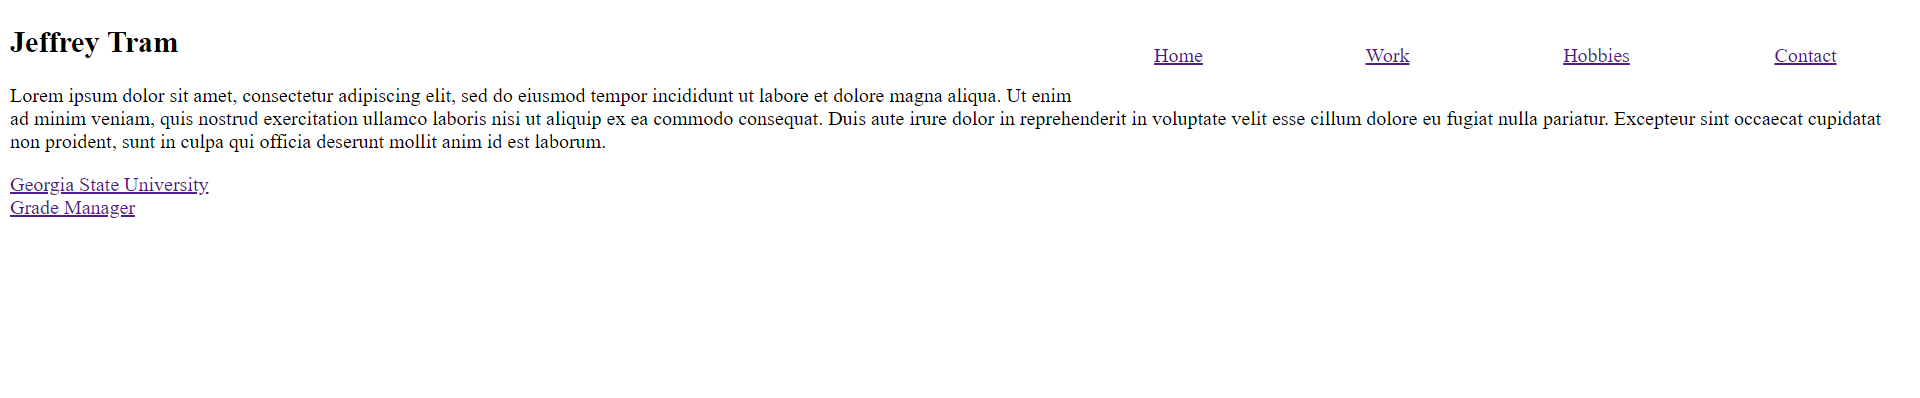 Jeffrey Tram
Home Work Hobbies Contact
Lorem ipsum dolor sit amet, consectetur adipiscing elit, sed do eiusmod tempor incididunt ut labore et dolore magna aliqua. Ut enim
ad minim veniam, quis nostrud exercitation ullamco laboris nisi ut aliquip ex ea commodo consequat. Duis aute irure dolor in reprehenderit in voluptate velit esse cillum dolore eu fugiat nulla pariatur. Excepteur sint occaecat cupidatat
non proident, sunt in culpa qui officia deserunt mollit anim id est laborum.
Georgia State University
Grade Manager